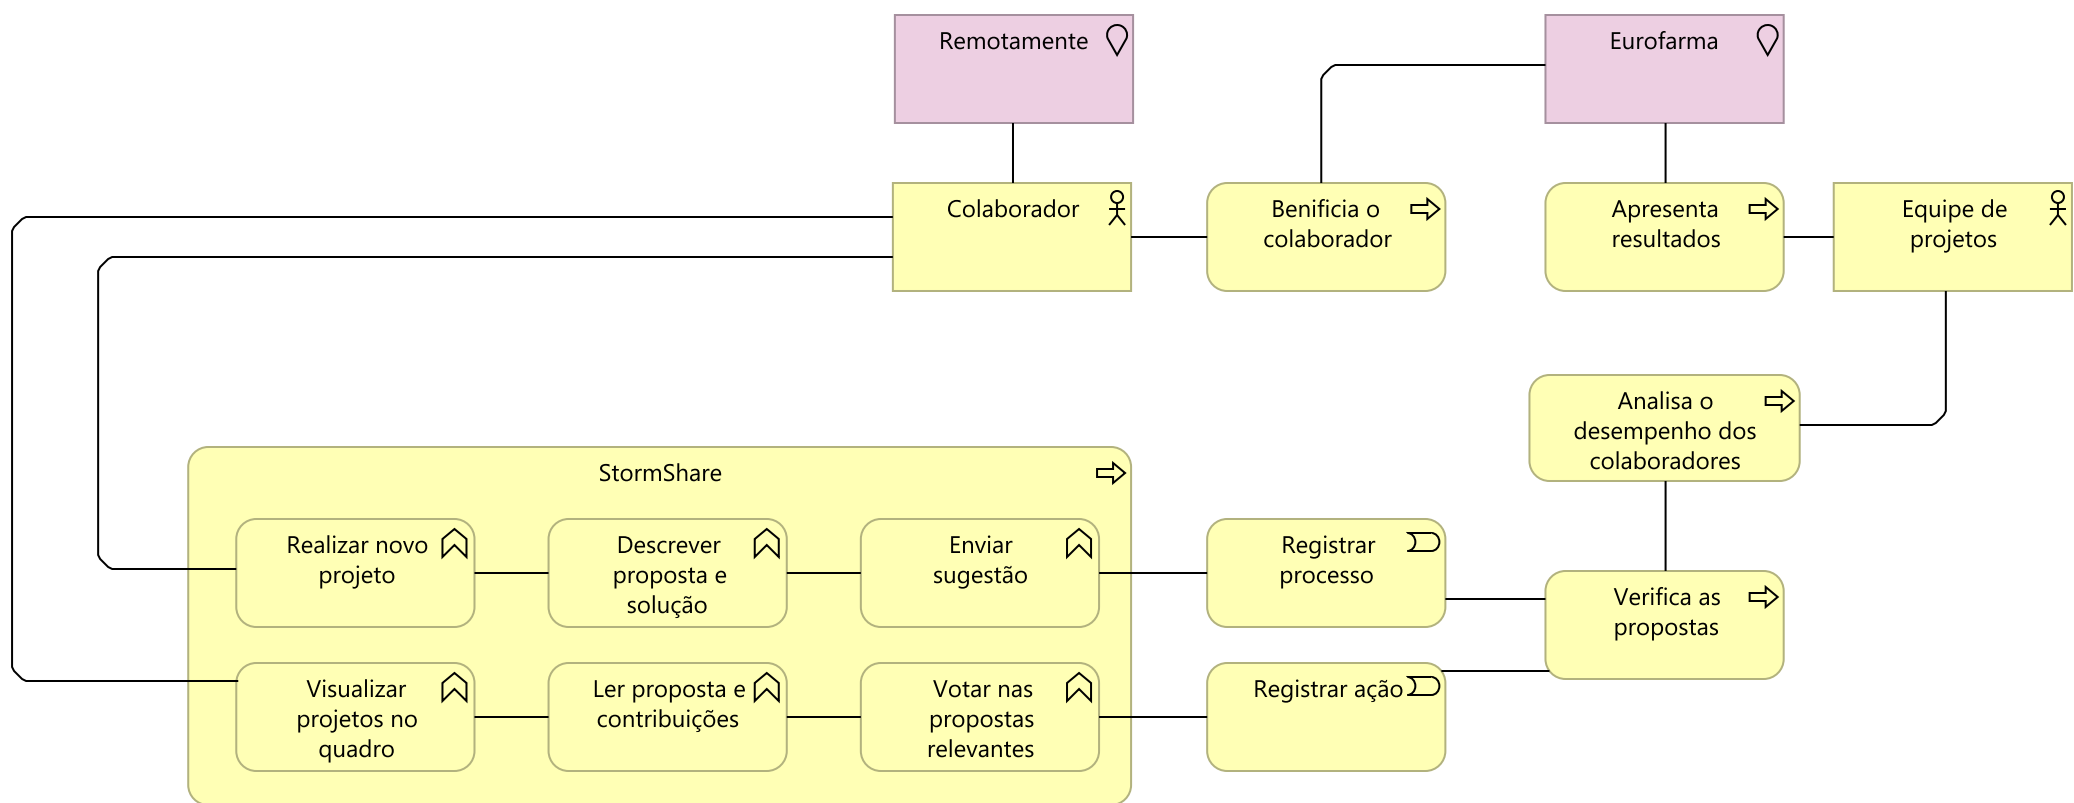 Remotamente
Eurofarma
Colaborador
Benificia o
colaborador
Apresenta
resultados
Equipe de
projetos
Analisa o
desempenho dos
colaboradores
StormShare
Realizar novo
projeto
Descrever
proposta e
solução
Enviar
sugestão
Registrar
processo
Verifica as
propostas
Visualizar
projetos no
quadro
Ler proposta e
contribuições
Votar nas
propostas
relevantes
Registrar ação